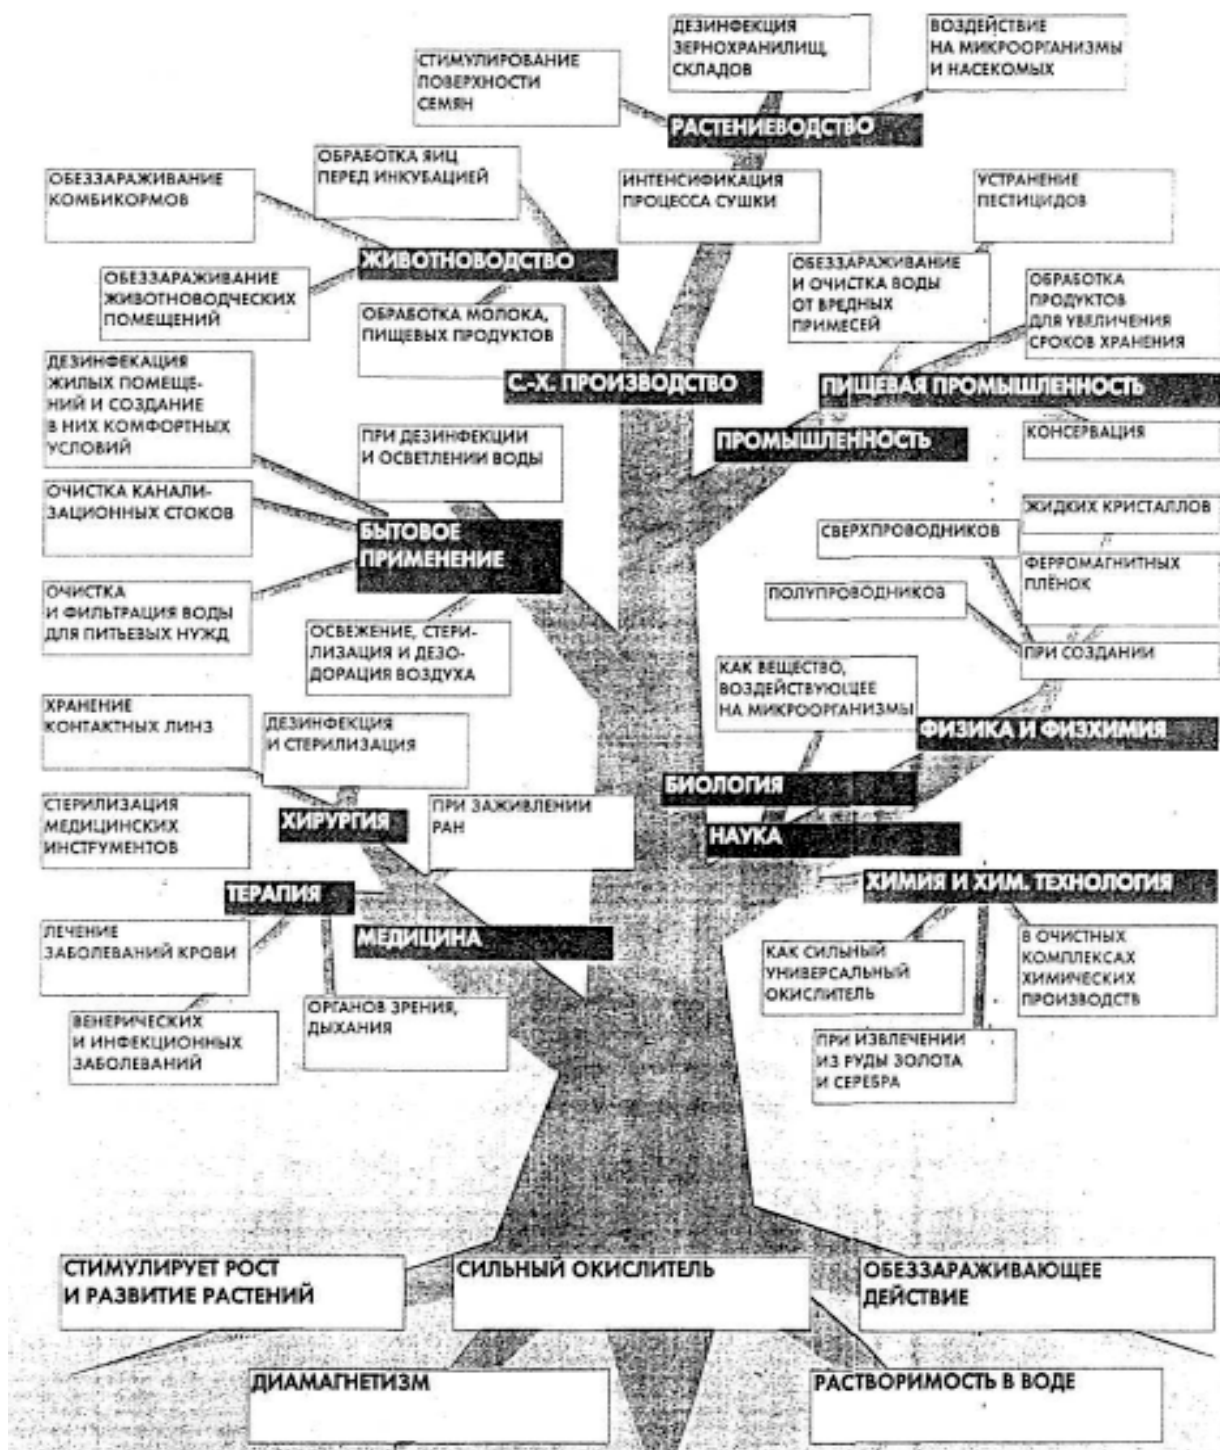 ДЕЗИНФЕКЦИЯ
ЗЕРНОХРАНИЛИЩ,
СКЛАДОВ
ВОЗДЕЙСТВИЕ
НА МИКРООРГАНИЗМЫ
И НАСЕКОМЫХ
СТИМУЛИРОВАНИЕ
ПОВЕРХНОСТИ
СЕМЯН
РАСТЕНИЕВОДСТВО
ОБРАБОТКА ЯИЦ
ПЕРЕД ИНКУБАЦИЕЙ
ОБЕЗЗАРАЖИВАНИЕ
КОМБИКОРМОВ
ИНТЕНСИФИКАЦИЯ
ПРОЦЕССА СУШКИ
УСТРАНЕНИЕ
ПЕСТИЦИДОВ
ЖИВОТНОВОДСТВО
ОБЕЗЗАРАЖИВАНИЕ
ЖИВОТНОВОДЧЕСКИХ
ПОМЕЩЕНИЙ
ОБЕЗЗАРАЖИВАНИЕ
И ОЧИСТКА ВОДЫ
ОТ ВРЕДНЫХ
ПРИМЕСЕЙ
ОБРАБОТКА
ПРОДУКТОВ
ДЛЯ УВЕЛИЧЕНИЯ
СРОКОВ ХРАНЕНИЯ
ОБРАБОТКА МОЛОКА,
ПИЩЕВЫХ ПРОДУКТОВ
ДЕЗИНФЕКАЦИЯ
ЖИЛЫХ ПОМЕЩЕ-
НИЙ И СОЗДАНИЕ
В НИХ КОМФОРТНЫХ
УСЛОВИЙ
С.-Х. ПРОИЗВОДСТВО
ПИЩЕВАЯ ПРОМЫШЛЕННОСТЬ
ПРИ ДЕЗИНФЕКЦИИ
И ОСВЕТЛЕНИИ ВОДЫ
ПРОМЫШЛЕННОСТЬ
КОНСЕРВАЦИЯ
ОЧИСТКА КАНАЛИ-
ЗАЦИОННЫХ СТОКОВ
БЫТОВОЕ
ПРИМЕНЕНИЕ
СВЕРХПРОВОДНИКОВ
ЖИДКИХ КРИСТАЛЛОВ
ФЕРРОМАГНИТНЫХ
ПЛЁНОК
ПОЛУПРОВОДНИКОВ
ОЧИСТКА
И ФИЛЬТРАЦИЯ ВОДЫ
ДЛЯ ПИТЬЕВЫХ НУЖД
ОСВЕЖЕНИЕ, СТЕРИ-
ЛИЗАЦИЯ И ДЕЗО-
ДОРАЦИЯ ВОЗДУХА
ПРИ СОЗДАНИИ
КАК ВЕЩЕСТВО,
ВОЗДЕЙСТВУЮЩЕЕ
НА МИКРООРГАНИЗМЫ
ХРАНЕНИЕ
КОНТАКТНЫХ ЛИНЗ
ДЕЗИНФЕКЦИЯ
И СТЕРИЛИЗАЦИЯ
ФИЗИКА И ФИЗХИМИЯ
БИОЛОГИЯ
СТЕРИЛИЗАЦИЯ
МЕДИЦИНСКИХ
ИНСТРУМЕНТОВ
ХИРУРГИЯ
ПРИ ЗАЖИВЛЕНИИ
РАН
НАУКА
ТЕРАПИЯ
ХИМИЯ И ХИМ. ТЕХНОЛОГИЯ
ЛЕЧЕНИЕ
ЗАБОЛЕВАНИЙ КРОВИ
МЕДИЦИНА
КАК СИЛЬНЫЙ
УНИВЕРСАЛЬНЫЙ
ОКИСЛИТЕЛЬ
В ОЧИСТНЫХ
КОМПЛЕКСАХ
ХИМИЧЕСКИХ
ПРОИЗВОДСТВ
ВЕНЕРИЧЕСКИХ
И ИНФЕКЦИОННЫХ
ЗАБОЛЕВАНИЙ
ОРГАНОВ ЗРЕНИЯ,
ДЫХАНИЯ
ПРИ ИЗВЛЕЧЕНИИ
ИЗ РУДЫ ЗОЛОТА
И СЕРЕБРА
СТИМУЛИРУЕТ РОСТ
И РАЗВИТИЕ РАСТЕНИЙ
СИЛЬНЫЙ ОКИСЛИТЕЛЬ
ОБЕЗЗАРАЖИВАЮЩЕЕ
ДЕЙСТВИЕ
ДИАМАГНЕТИЗМ
РАСТВОРИМОСТЬ В ВОДЕ